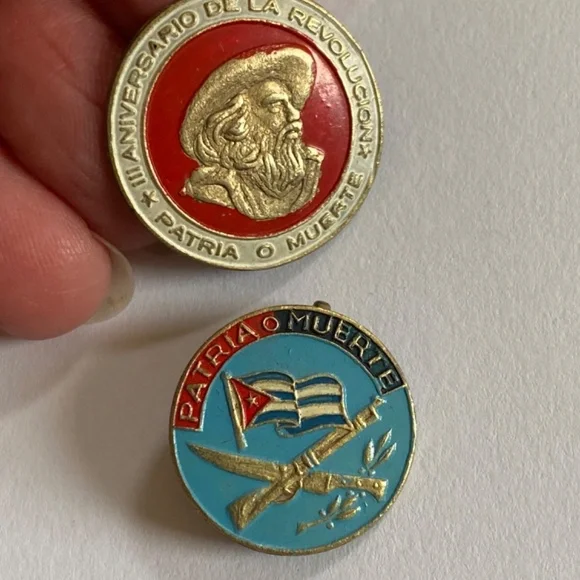 III ANIVERSARIO DE LA REVOLUCION
PATRIA O MUERTE
PATRIA O MUERTE